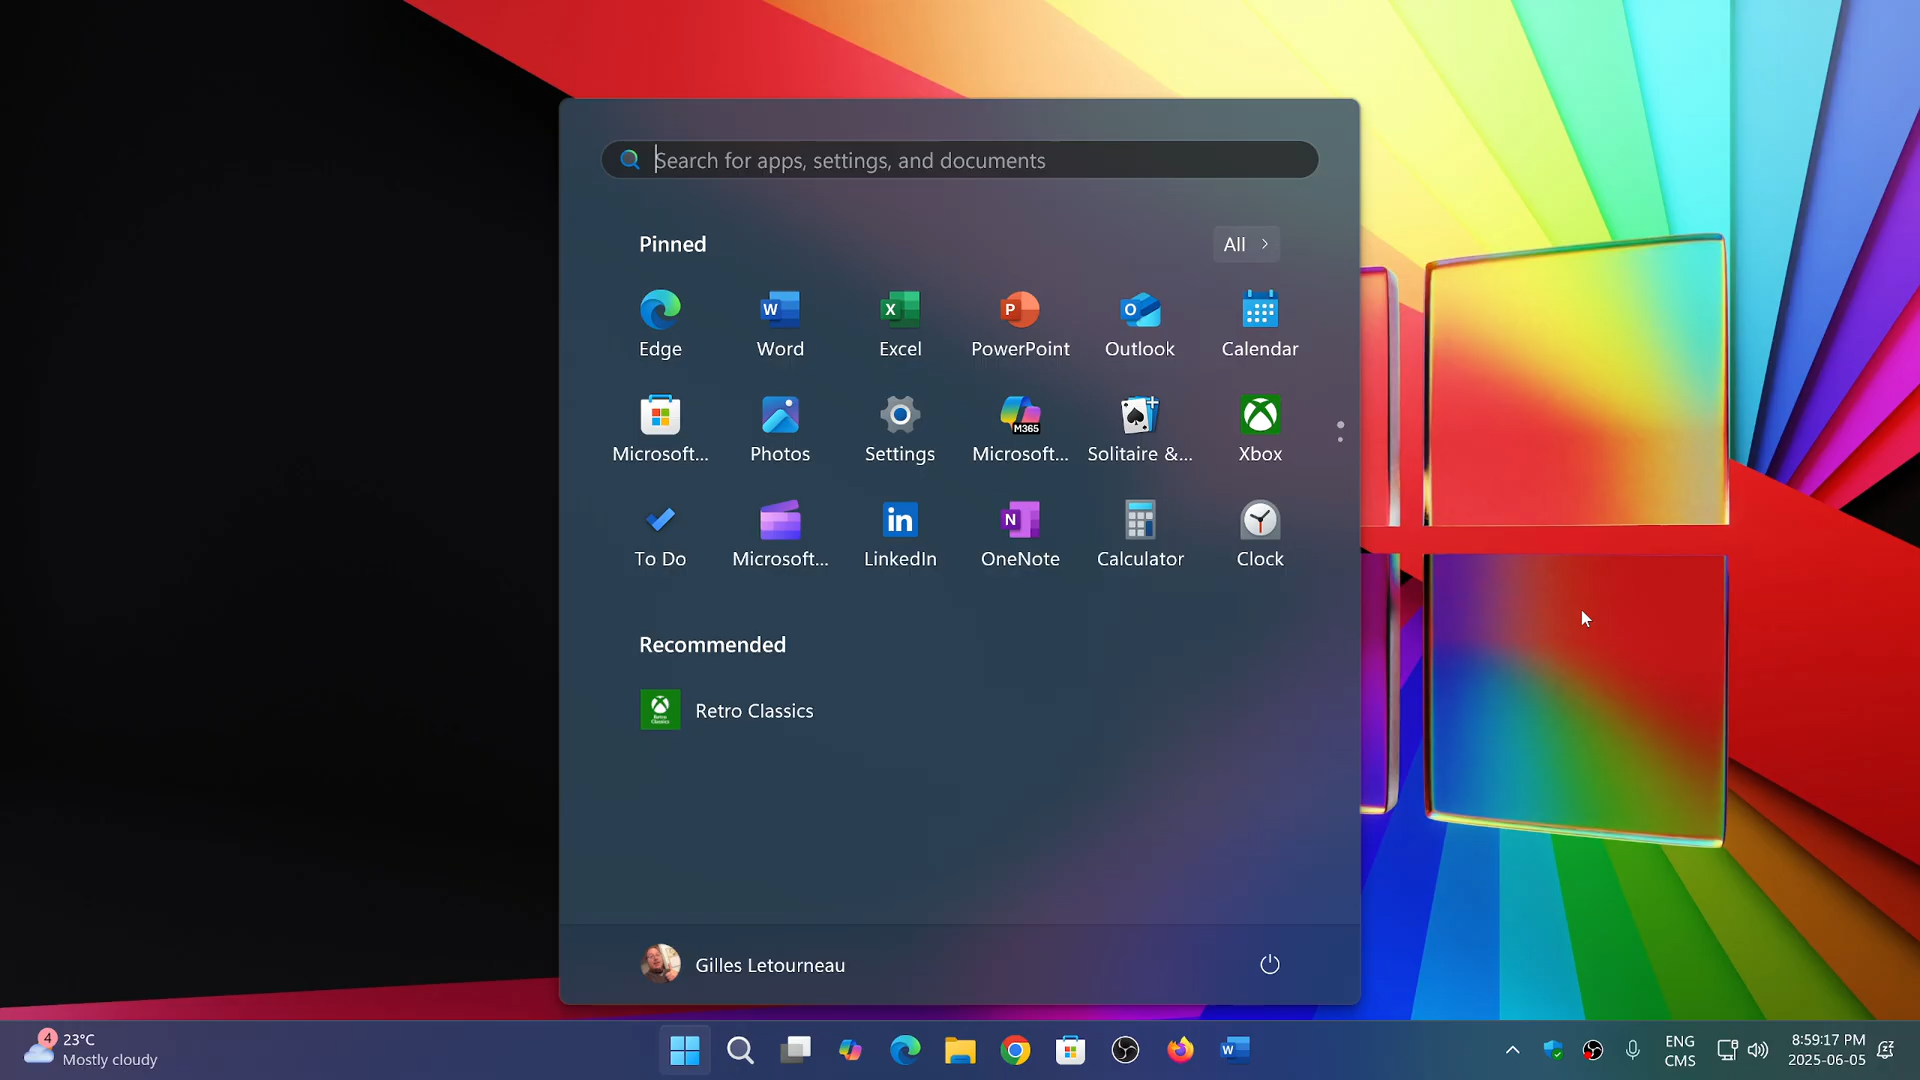 Search for apps, settings, and documents
Pinned
All
Edge
Word
Excel
PowerPoint
Outlook
Calendar
Microsoft...
Photos
Settings
M365
Microsoft...
Solitaire &...
Xbox
To Do
Microsoft...
LinkedIn
OneNote
Calculator
Clock
Recommended
Retro Classics
Gilles Letourneau
4
23°C
Mostly cloudy
ENG
CMS
8:59:17 PM
2025-06-05